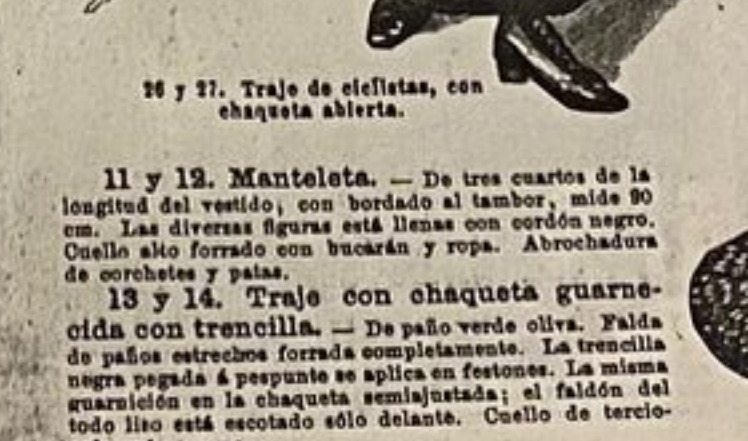 26 y 27. Traje de ciclistas, con
chaqueta abierta.
11 y 12. Manteleta. — De tres cuartos de la
longitud del vestido, con bordado al tambor, mide 90
cm. Las diversas figuras está llenas con cordón negro.
Cuello alto forrado con bucarán y ropa. Abrochadura
de corchetes y patas.
13 y 14. Traje con chaqueta guarne-
cida con trencilla. — De paño verde oliva. Falda
de paños estrechos forrada completamente. La trencilla
negra pegada á pespunte se aplica en festones. La misma
guarnición en la chaqueta semiajustada; el faldón del
todo liso está escotado sólo delante. Cuello de tercio-